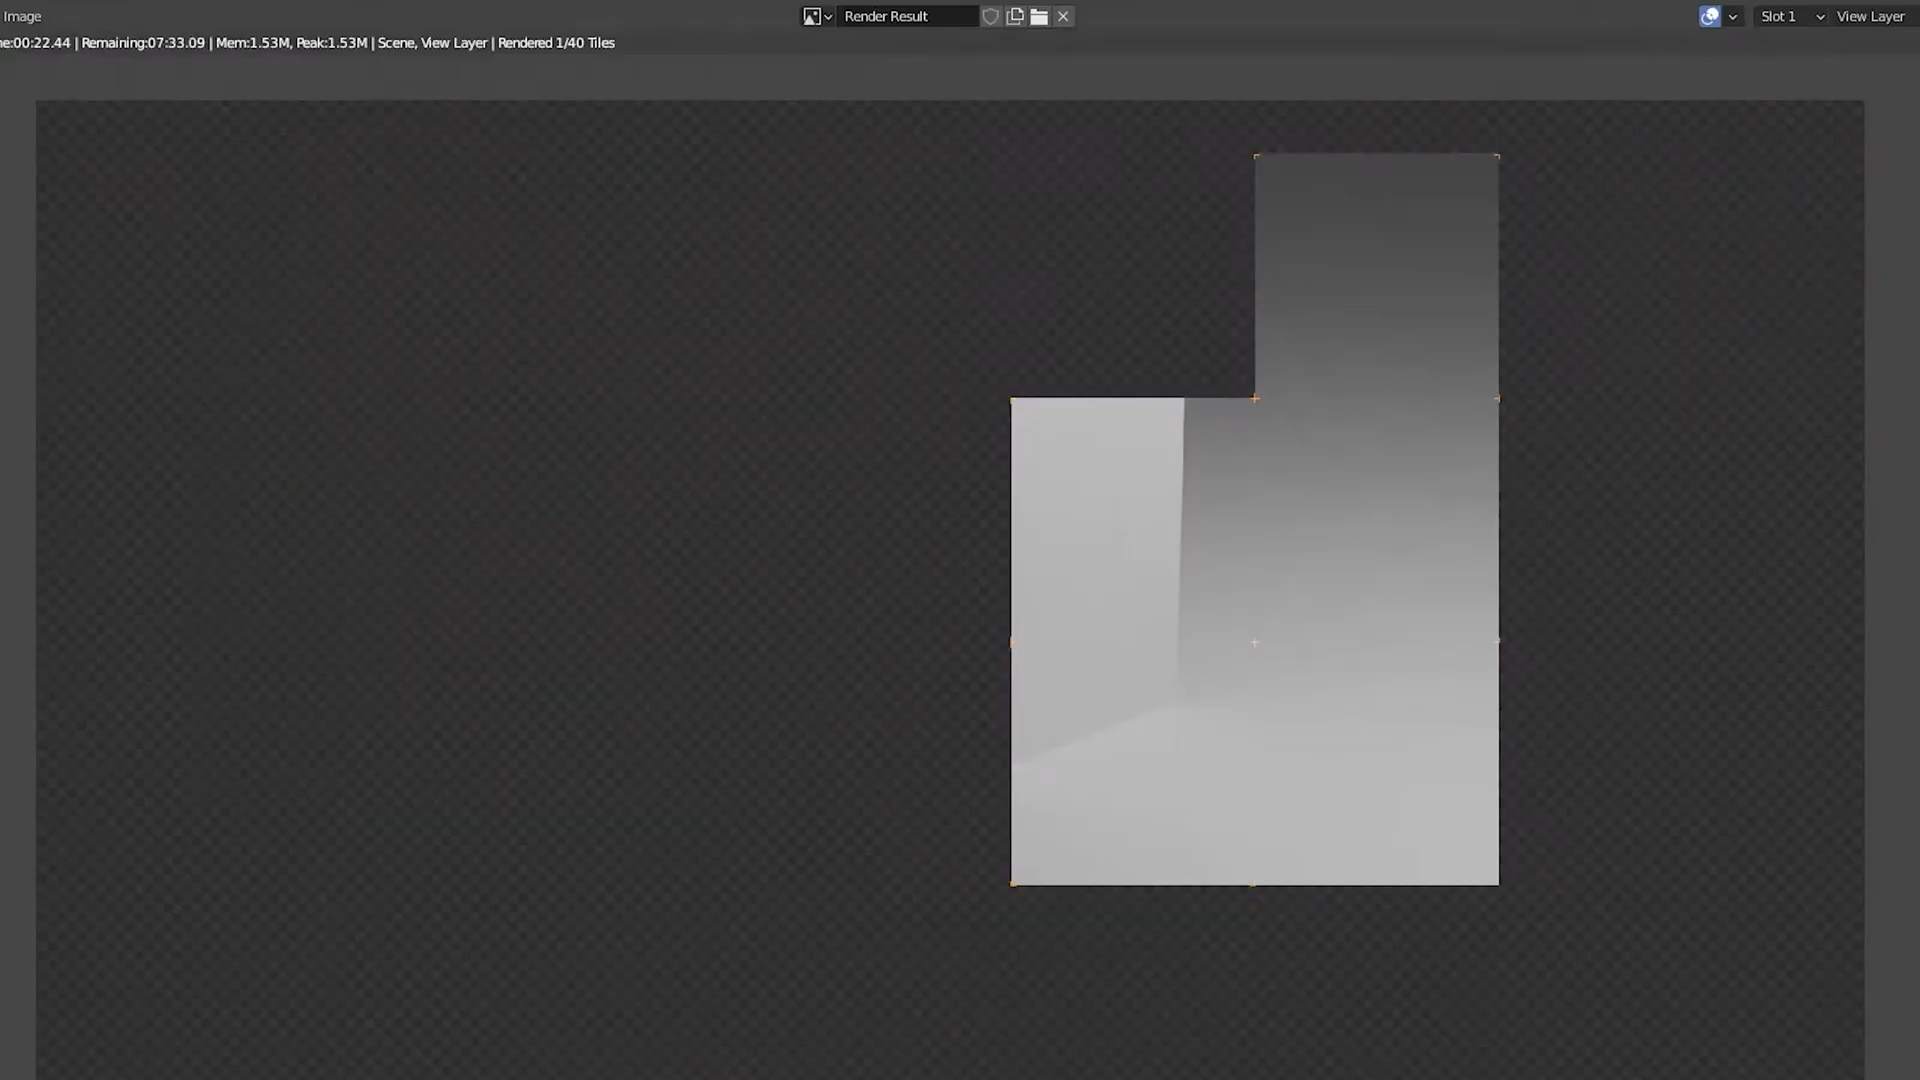 Image
Render Result
Slot 1
View Layer
e:00:22.44 | Remaining:07:33.09 | Mem:1.53M, Peak:1.53M | Scene, View Layer | Rendered 1/40 Tiles